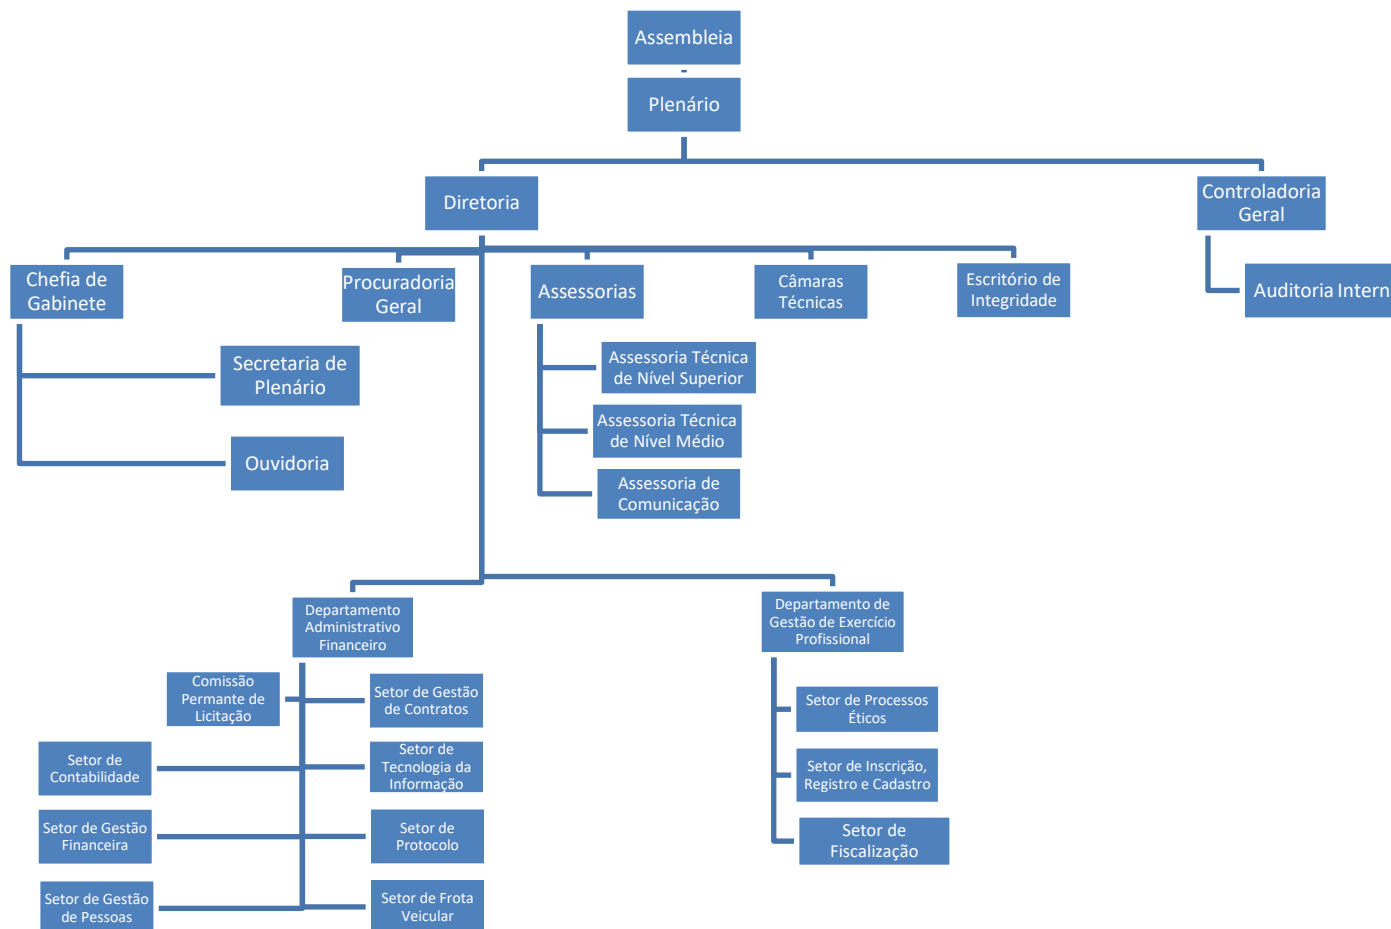 Assembleia
Plenário
Diretoria
Controladoria
Geral
Chefia de
Gabinete
Procuradoria
Geral
Assessorias
Câmaras
Técnicas
Escritório de
Integridade
Auditoria Intern
Secretaria de
Plenário
Ouvidoria
Assessoria Técnica
de Nível Superior
Assessoria Técnica
de Nível Médio
Assessoria de
Comunicação
Departamento
Administrativo
Financeiro
Departamento de
Gestão de Exercício
Profissional
Comissão
Permante de
Licitação
Setor de Gestão
de Contratos
Setor de
Contabilidade
Setor de
Tecnologia da
Informação
Setor de Gestão
Financeira
Setor de
Protocolo
Setor de Gestão
de Pessoas
Setor de Frota
Veicular
Setor de Processos
Éticos
Setor de Inscrição,
Registro e Cadastro
Setor de
Fiscalização